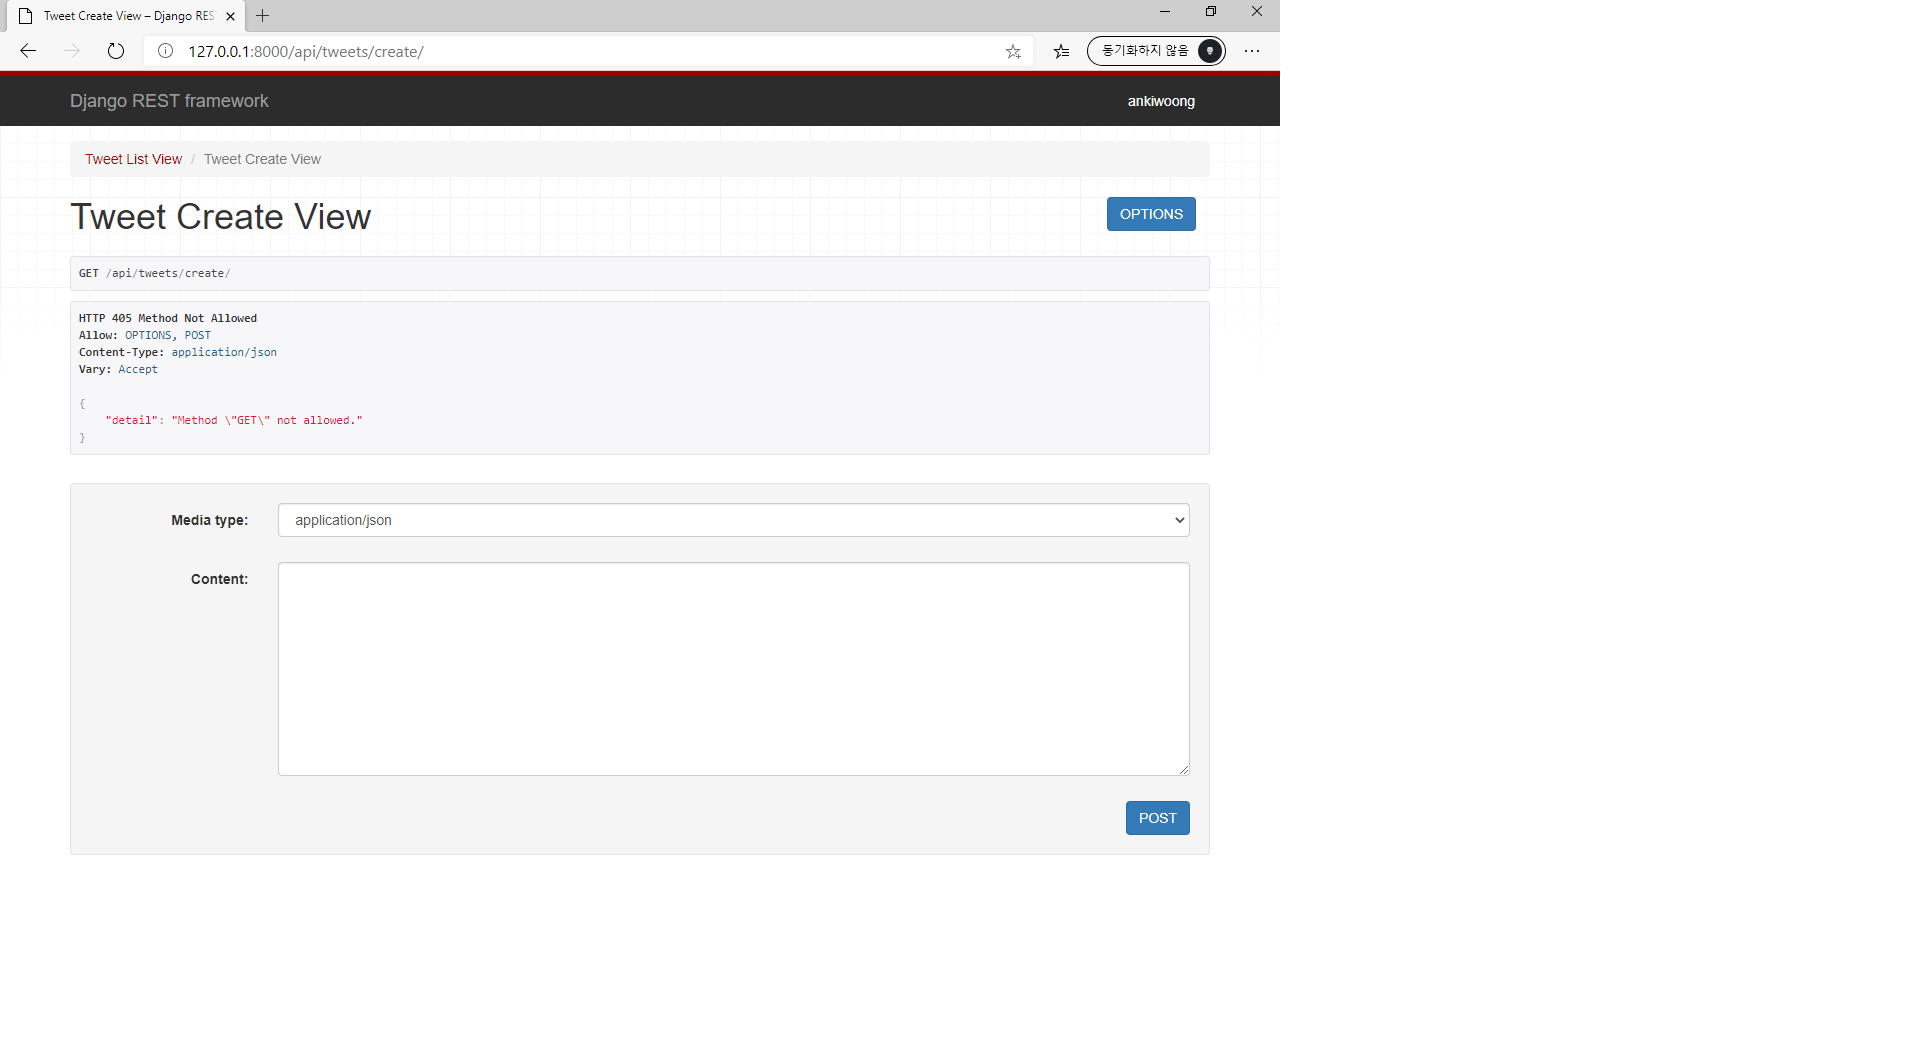 Tweet Create View – Django RES
127.0.0.1:8000/api/tweets/create/
동기화하지 않음
Django REST framework
ankiwoong
Tweet List View / Tweet Create View
Tweet Create View
OPTIONS
GET /api/tweets/create/
HTTP 405 Method Not Allowed
Allow: OPTIONS, POST
Content-Type: application/json
Vary: Accept
{
"detail": "Method \"GET\" not allowed."
}
Media type:
application/json
Content:
POST